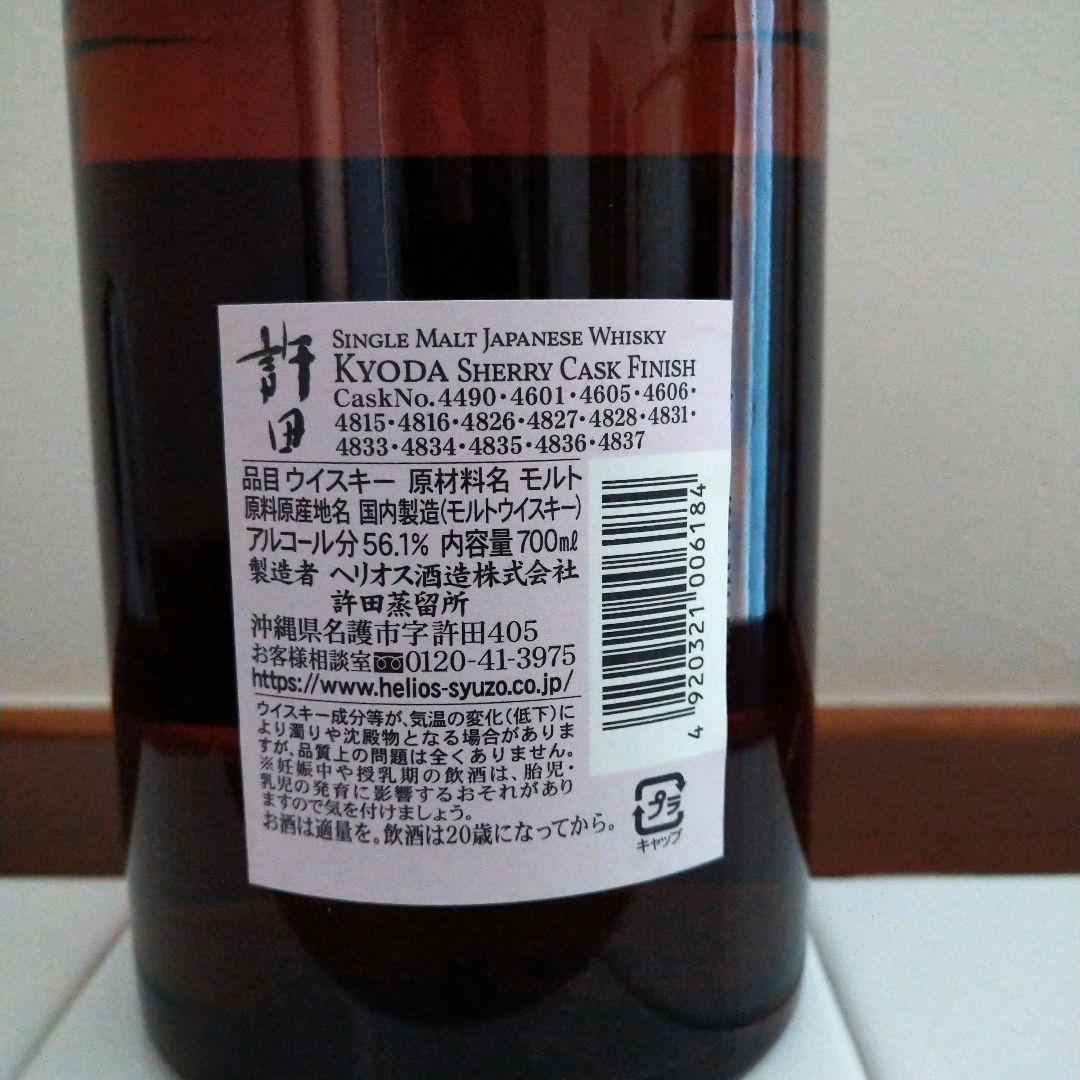 許田
SINGLE MALT JAPANESE WHISKY
KYODA SHERRY CASK FINISH
CaskNo.4490・4601・4605・4606・
4815・4816・4826・4827・4828・4831・
4833・4834・4835・4836・4837
品目 ウイスキー 原材料名 モルト
原料原産地名 国内製造(モルトウイスキー)
アルコール分56.1% 内容量700㎖
製造者 ヘリオス酒造株式会社
許田蒸留所
沖縄県名護市字許田405
お客様相談室 0120-41-3975
https://www.helios-syuzo.co.jp/
ウイスキー成分等が、気温の変化(低下)に
より濁りや沈殿物となる場合がありま
すが、品質上の問題は全くありません。
※妊娠中や授乳期の飲酒は、胎児・
乳児の発育に影響するおそれがあり
ますので気を付けましょう。
お酒は適量を。飲酒は20歳になってから。
4 920321 006184
プラ
キャップ